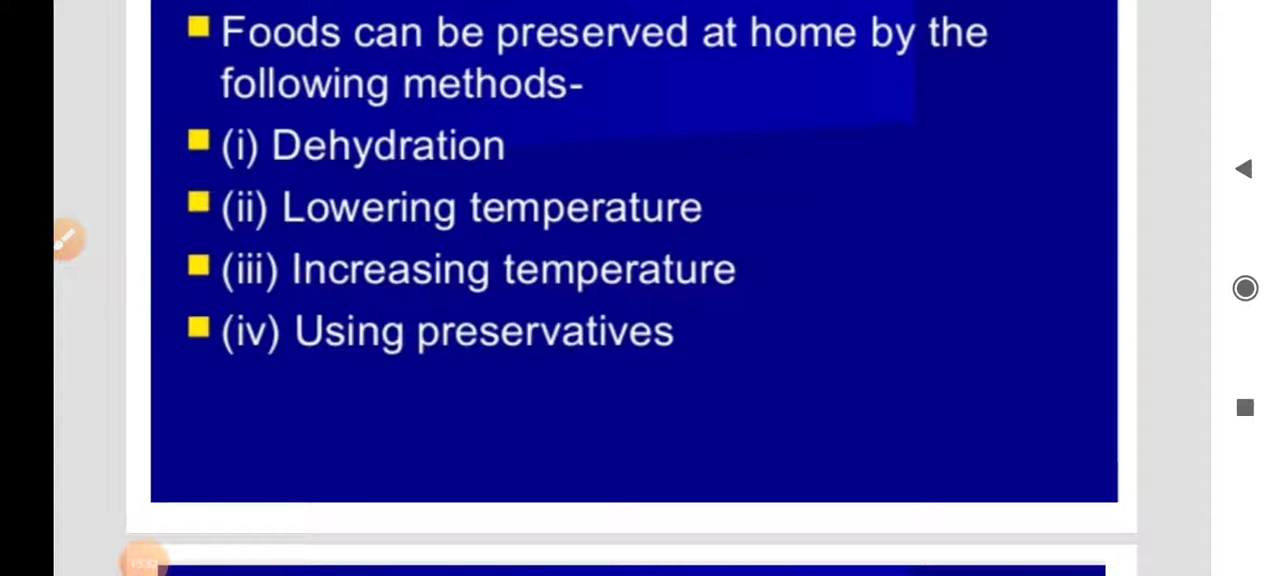 Foods can be preserved at home by the
following methods-
(i) Dehydration
(ii) Lowering temperature
(iii) Increasing temperature
(iv) Using preservatives